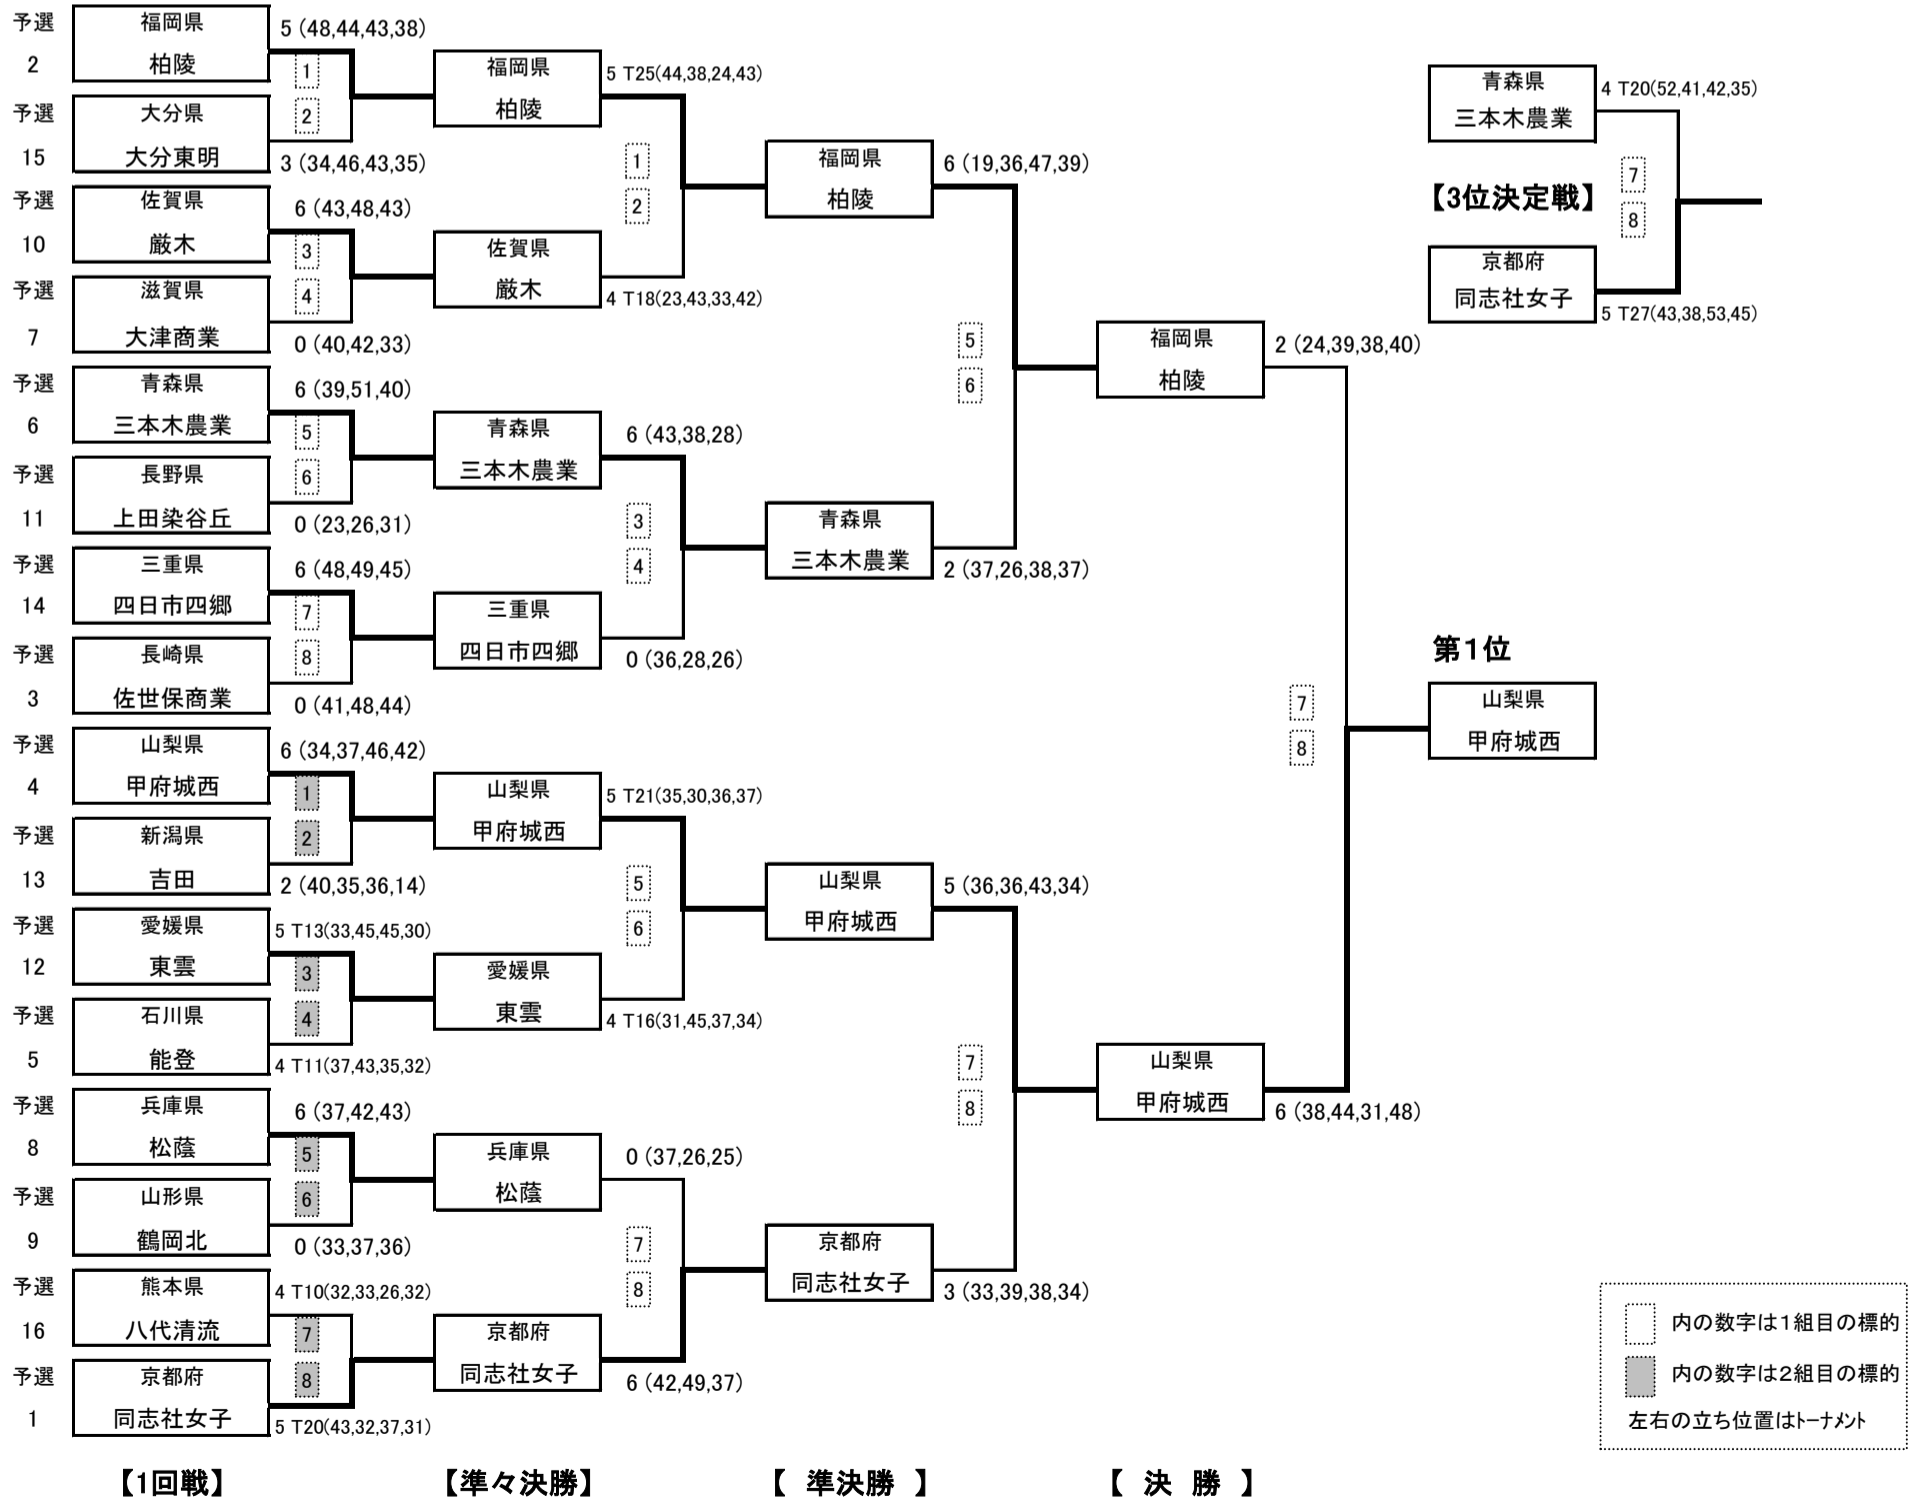 予選
2
福岡県
柏陵
5 (48,44,43,38)
1
2
予選
15
大分県
大分東明
3 (34,46,43,35)
予選
10
佐賀県
厳木
6 (43,48,43)
3
4
予選
7
滋賀県
大津商業
0 (40,42,33)
予選
6
青森県
三本木農業
6 (39,51,40)
5
6
予選
11
長野県
上田染谷丘
0 (23,26,31)
予選
14
三重県
四日市四郷
6 (48,49,45)
7
8
予選
3
長崎県
佐世保商業
0 (41,48,44)
予選
4
山梨県
甲府城西
6 (34,37,46,42)
1
2
予選
13
新潟県
吉田
2 (40,35,36,14)
予選
12
愛媛県
東雲
5 T13(33,45,45,30)
3
4
予選
5
石川県
能登
4 T11(37,43,35,32)
予選
8
兵庫県
松蔭
6 (37,42,43)
5
6
予選
9
山形県
鶴岡北
0 (33,37,36)
予選
16
熊本県
八代清流
4 T10(32,33,26,32)
7
8
予選
1
京都府
同志社女子
5 T20(43,32,37,31)
【1回戦】
福岡県
柏陵
5 T25(44,38,24,43)
1
2
佐賀県
厳木
4 T18(23,43,33,42)
青森県
三本木農業
6 (43,38,28)
3
4
三重県
四日市四郷
0 (36,28,26)
山梨県
甲府城西
5 T21(35,30,36,37)
5
6
愛媛県
東雲
4 T16(31,45,37,34)
兵庫県
松蔭
0 (37,26,25)
7
8
京都府
同志社女子
6 (42,49,37)
【準々決勝】
福岡県
柏陵
6 (19,36,47,39)
5
6
青森県
三本木農業
2 (37,26,38,37)
山梨県
甲府城西
5 (36,36,43,34)
7
8
京都府
同志社女子
3 (33,39,38,34)
【 準決勝 】
福岡県
柏陵
2 (24,39,38,40)
7
8
山梨県
甲府城西
6 (38,44,31,48)
【 決 勝 】
青森県
三本木農業
4 T20(52,41,42,35)
【3位決定戦】
7
8
京都府
同志社女子
5 T27(43,38,53,45)
第1位
山梨県
甲府城西
内の数字は1組目の標的
内の数字は2組目の標的
左右の立ち位置はトーナメント